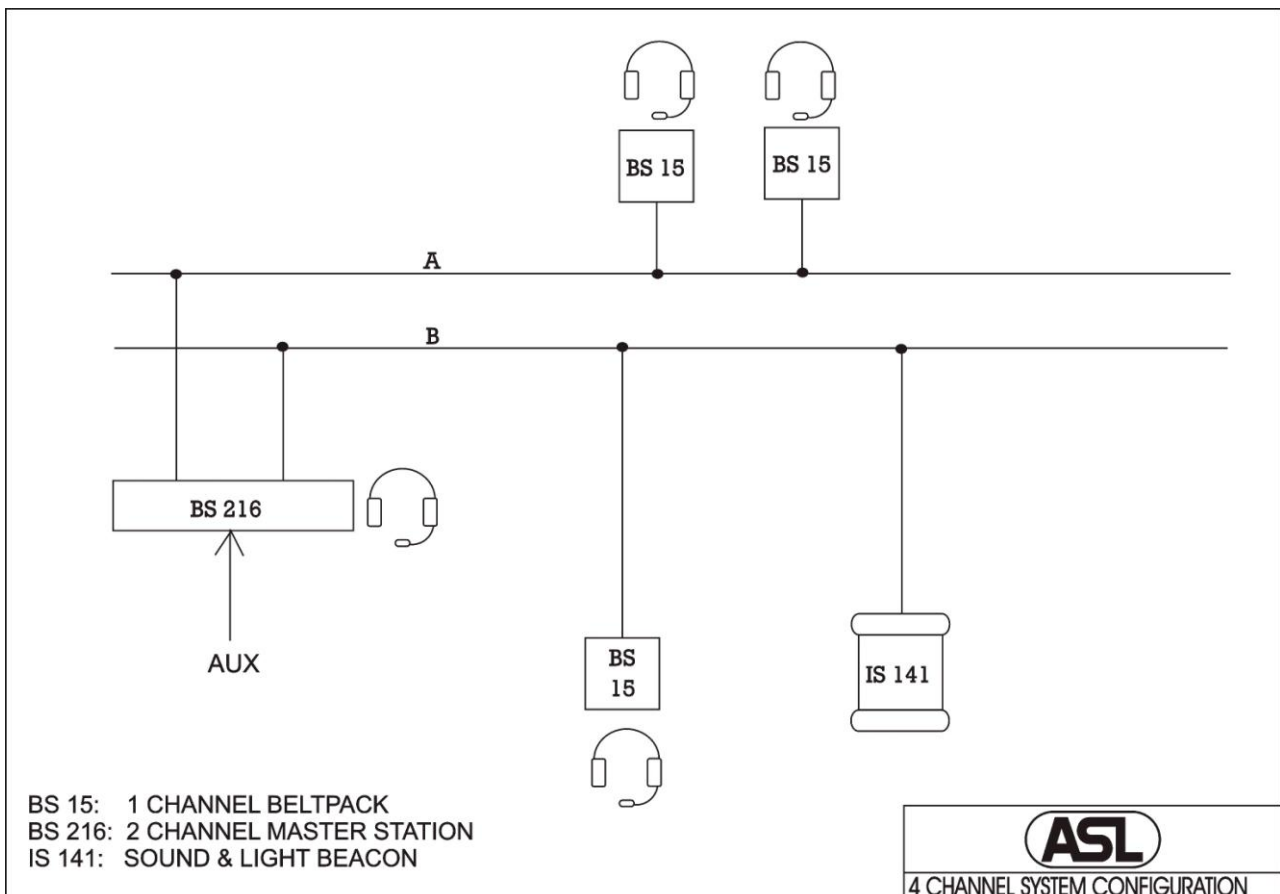 BS 15
BS 15
A
B
BS 216
AUX
BS
15
IS 141
BS 15: 1 CHANNEL BELTPACK
BS 216: 2 CHANNEL MASTER STATION
IS 141: SOUND & LIGHT BEACON
ASL
4 CHANNEL SYSTEM CONFIGURATION